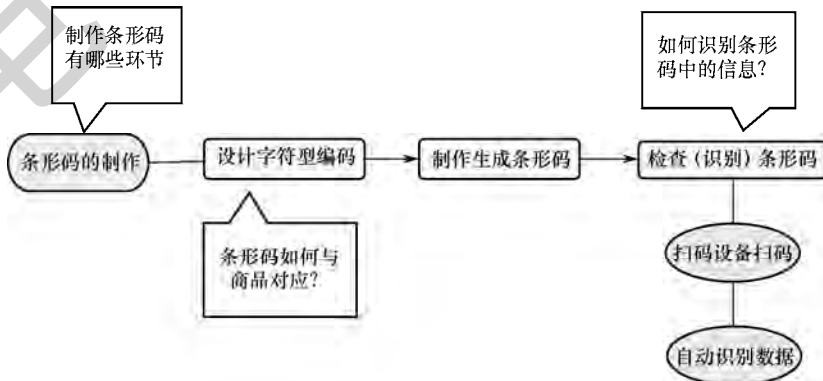 制作条形码
有哪些环节
如何识别条形
码中的信息？
条形码的制作
设计字符型编码
制作生成条形码
检查（识别）条形码
条形码如何与
商品对应？
扫码设备扫码
自动识别数据